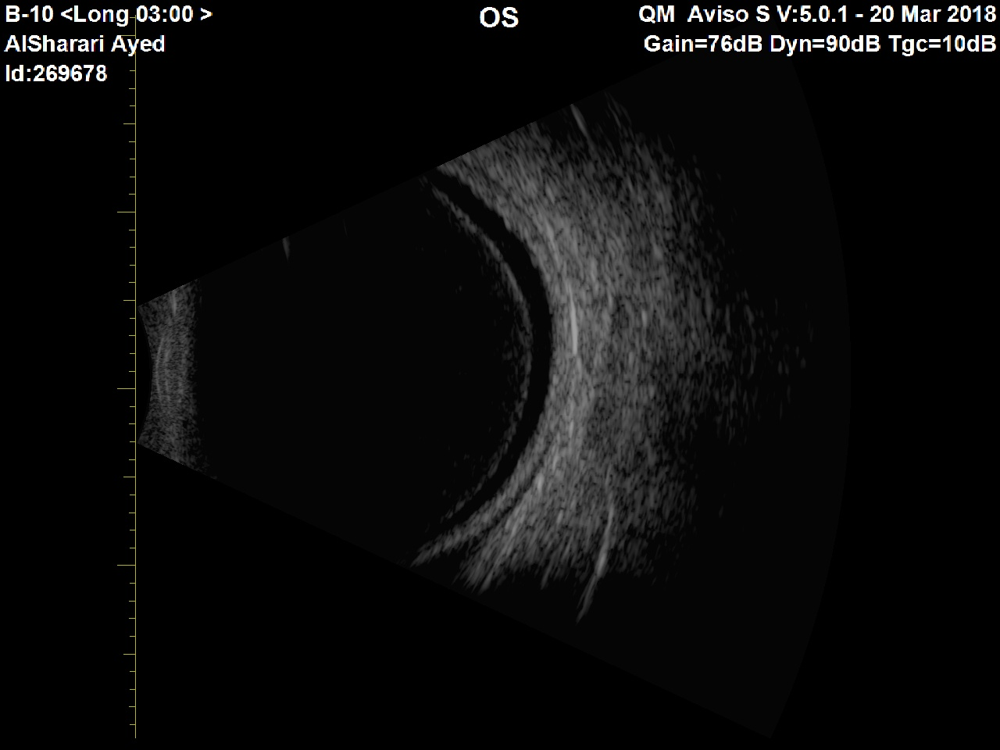 B-10 <Long 03:00 >
OS
QM Aviso S V:5.0.1 - 20 Mar 2018
AlSharari Ayed
Gain=76dB Dyn=90dB Tgc=10dB
Id:269678